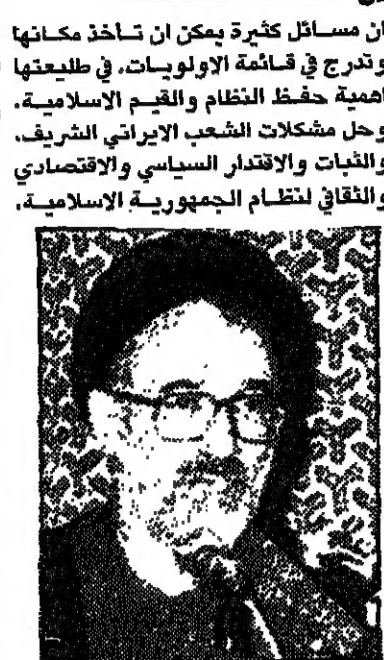 ان مسائل كثيرة يمكن ان تأخذ مكانها
وتدرج في قائمة الاولويات، في طليعتها
اهمية حفظ النظام والقيم الاسلامية،
وحل مشكلات الشعب الايراني الشريف،
والثبات والاقتدار السياسي والاقتصادي
والثقافي لنظام الجمهورية الاسلامية،